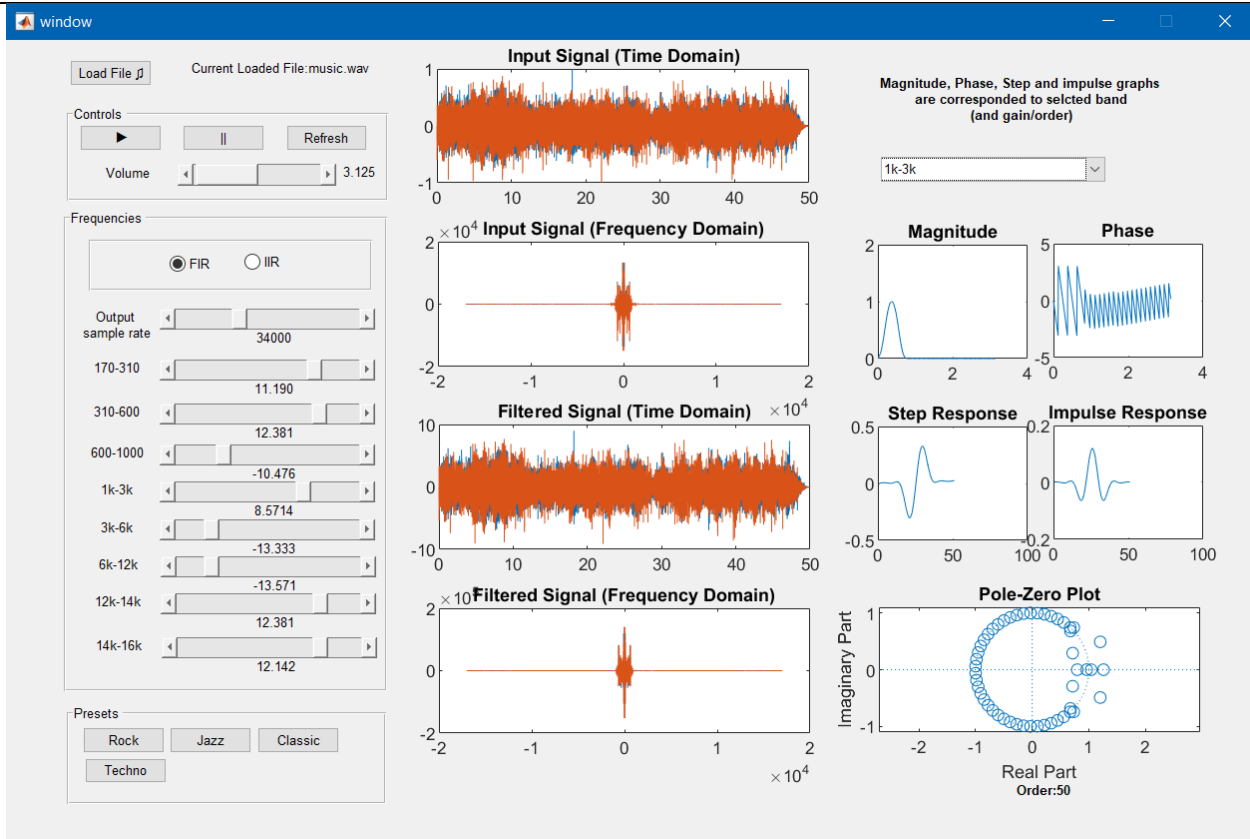 window
Load File ♫
Current Loaded File:music.wav
Controls
►
||
Refresh
Volume
3.125
Frequencies
FIR
IIR
Output
sample rate
34000
170-310
11.190
310-600
12.381
600-1000
-10.476
1k-3k
8.5714
3k-6k
-13.333
6k-12k
-13.571
12k-14k
12.381
14k-16k
12.142
Presets
Rock
Jazz
Classic
Techno
Input Signal (Time Domain)
1
0
-1
0 10 20 30 40 50
×10⁴ Input Signal (Frequency Domain)
2
0
-2
-2 -1 0 1 2
×10⁴
Filtered Signal (Time Domain)
10
0
-10
0 10 20 30 40 50
Filtered Signal (Frequency Domain)
2
0
-2
-2 -1 0 1 2
×10⁴
Magnitude, Phase, Step and impulse graphs
are corresponded to selcted band
(and gain/order)
1k-3k
Magnitude
2
1
0
0 2 4
Phase
5
0
-5
0 2 4
Step Response
0.5
0
-0.5
0 50 100
Impulse Response
0.2
0
-0.2
0 50 100
Pole-Zero Plot
Imaginary Part
1
0
-1
-2 -1 0 1 2
Real Part
Order:50